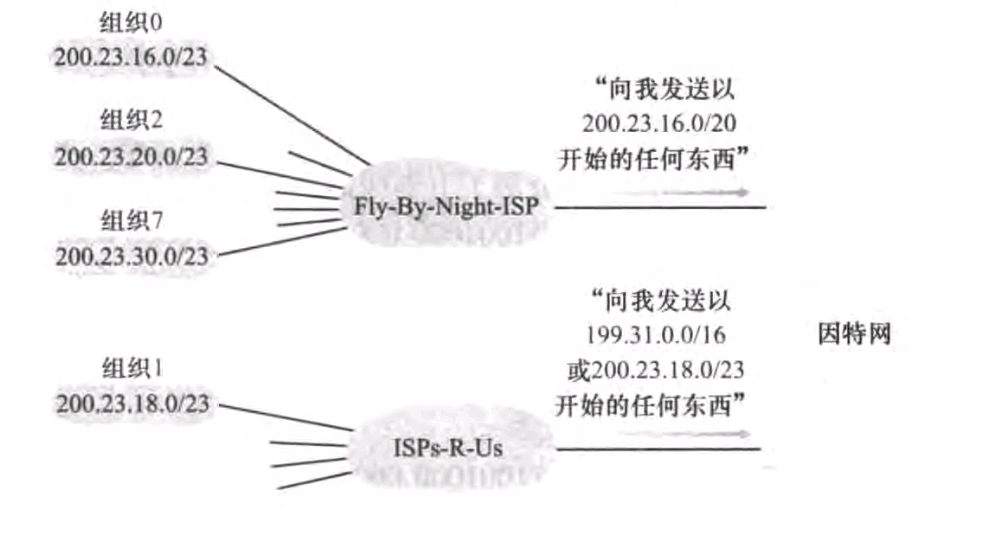 组织0
200.23.16.0/23
组织2
200.23.20.0/23
组织7
200.23.30.0/23
Fly-By-Night-ISP
“向我发送以
200.23.16.0/20
开始的任何东西”
组织1
200.23.18.0/23
ISPs-R-Us
“向我发送以
199.31.0.0/16
或200.23.18.0/23
开始的任何东西”
因特网